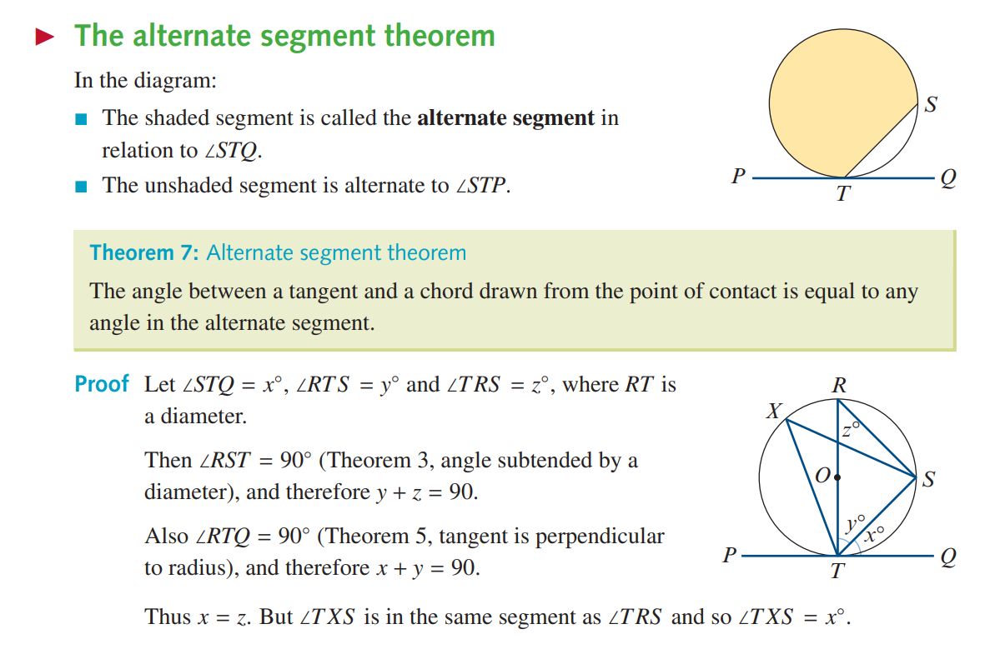 The alternate segment theorem
In the diagram:
The shaded segment is called the alternate segment in
relation to ∠STQ.
The unshaded segment is alternate to ∠STP.
S
P
Q
T
Theorem 7: Alternate segment theorem
The angle between a tangent and a chord drawn from the point of contact is equal to any
angle in the alternate segment.
Proof Let ∠STQ = x°, ∠RTS = y° and ∠TRS = z°, where RT is
a diameter.
Then ∠RST = 90° (Theorem 3, angle subtended by a
diameter), and therefore y + z = 90.
Also ∠RTQ = 90° (Theorem 5, tangent is perpendicular
to radius), and therefore x + y = 90.
Thus x = z. But ∠TXS is in the same segment as ∠TRS and so ∠TXS = x°.
R
X
z°
O
S
y°
x°
P
Q
T